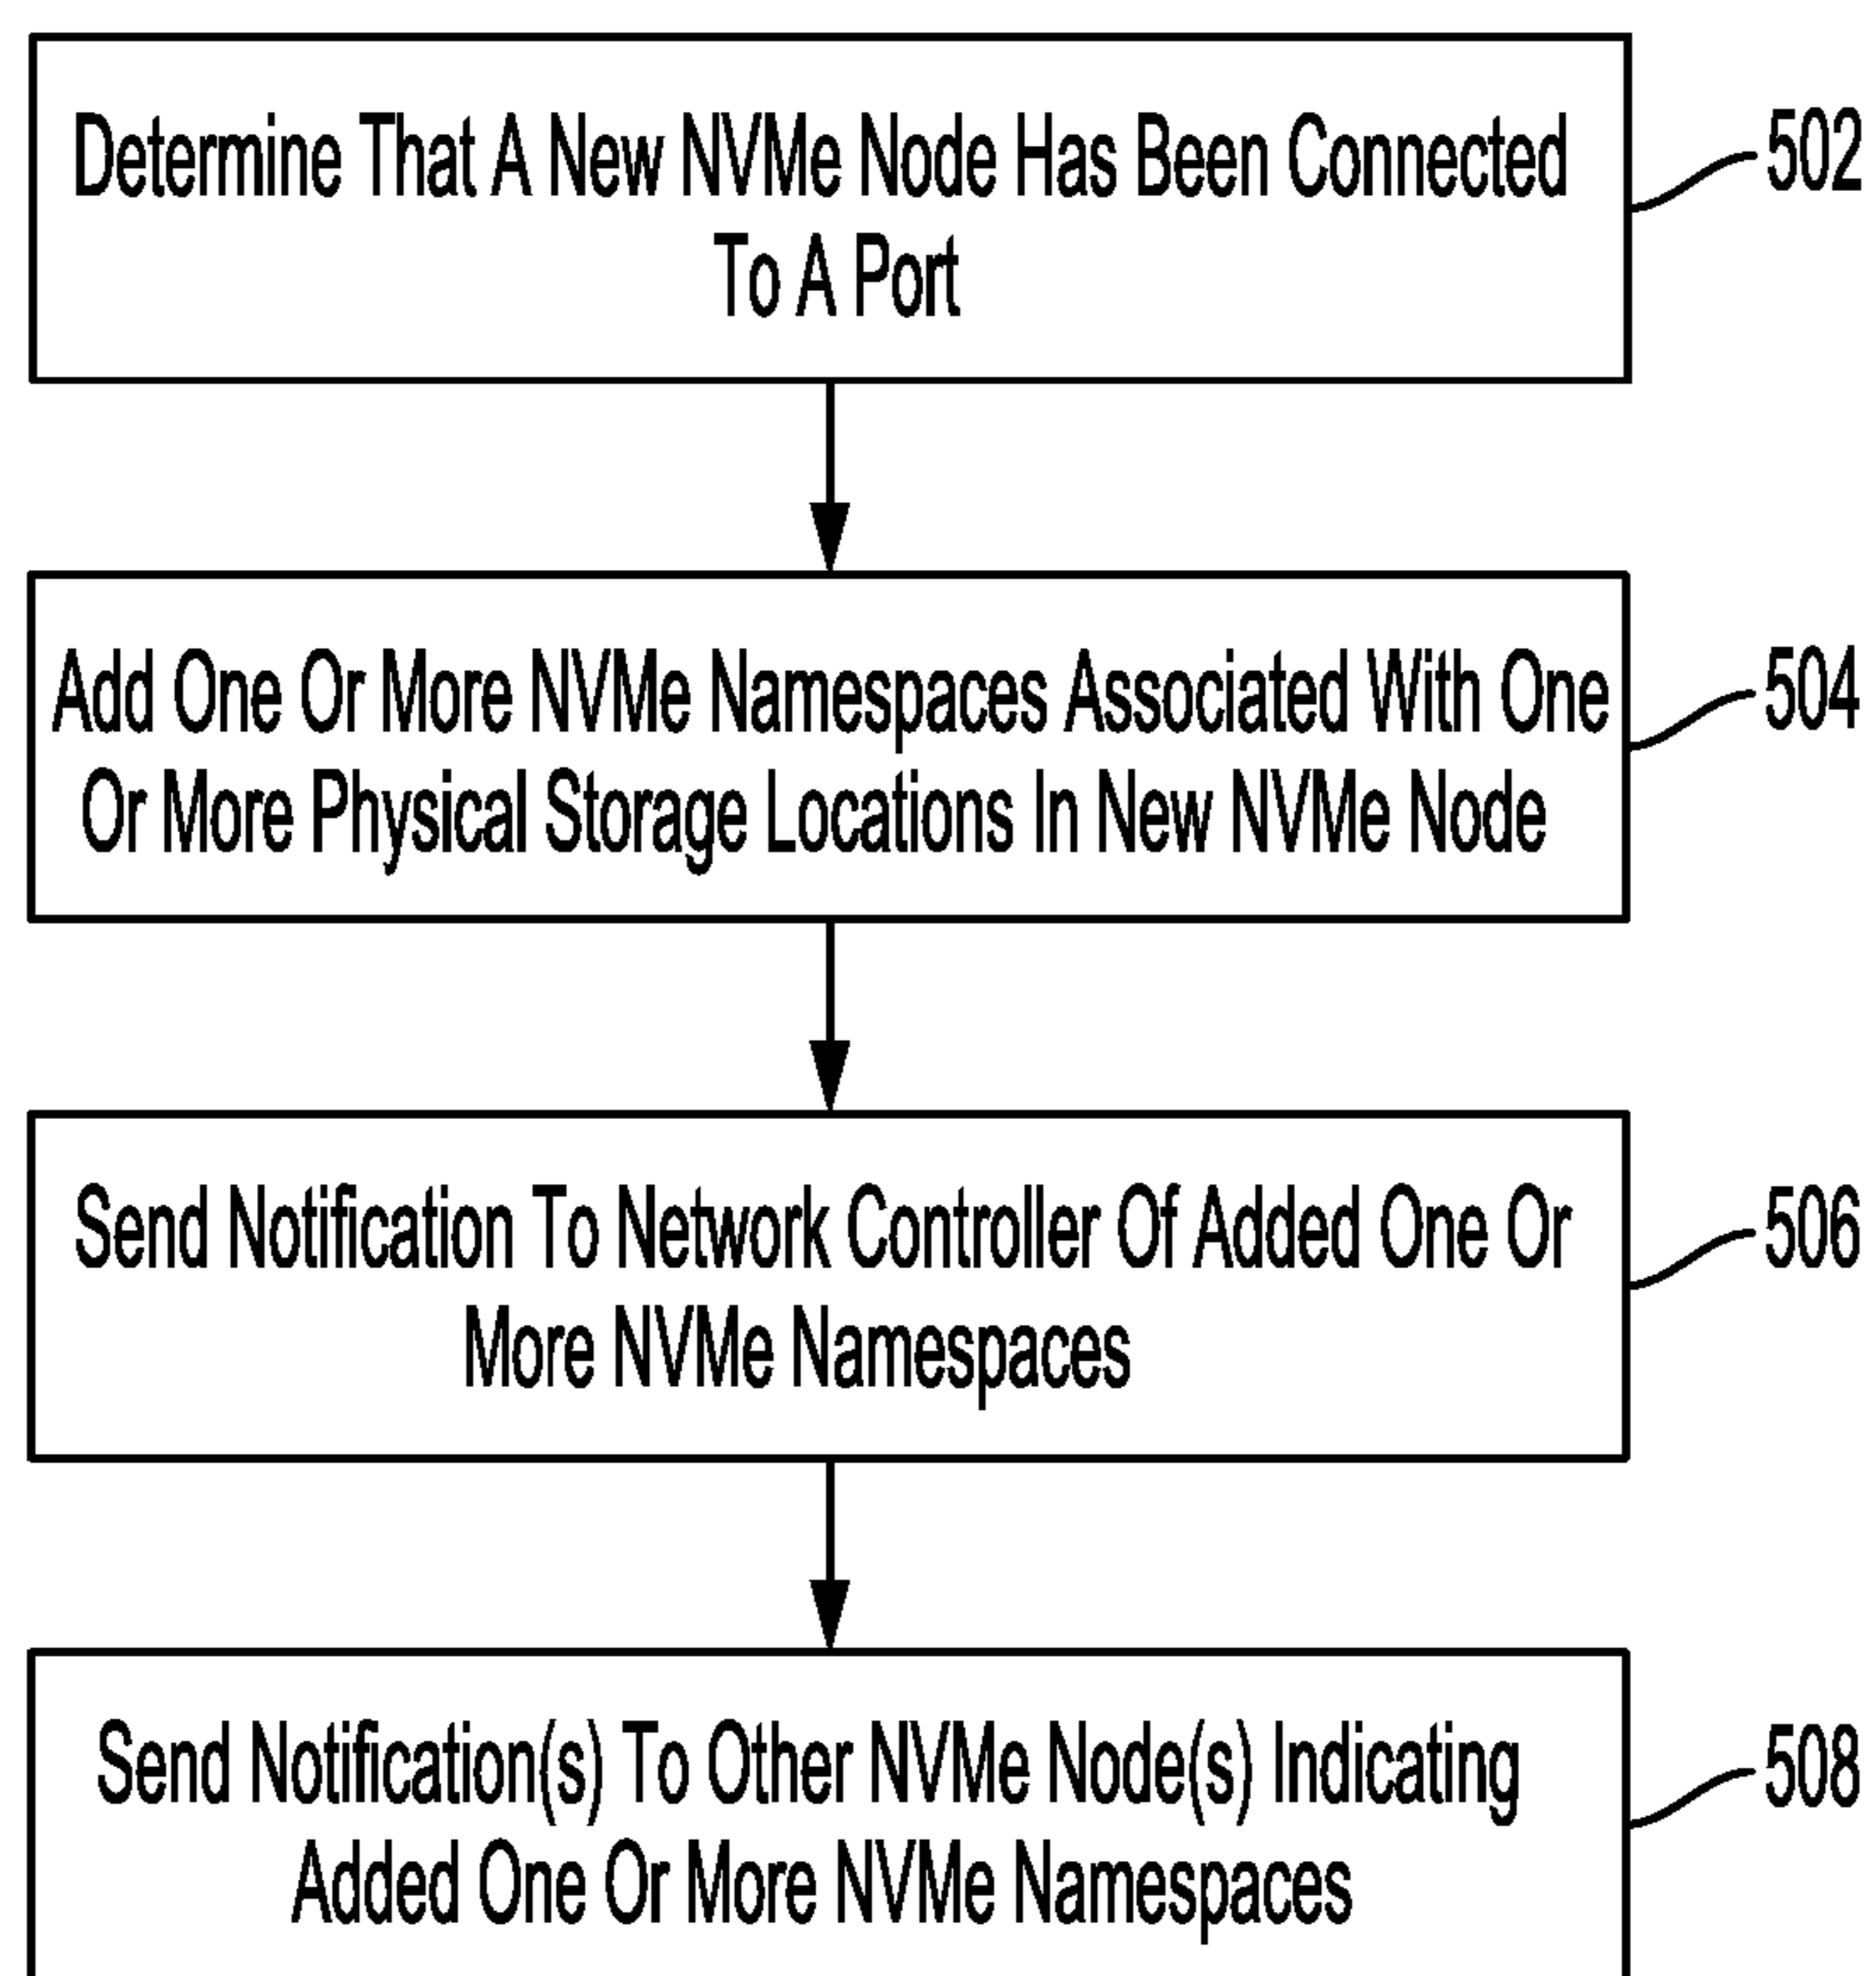 Determine That A New NVMe Node Has Been Connected
To A Port
502
Add One Or More NVMe Namespaces Associated With One
Or More Physical Storage Locations In New NVMe Node
504
Send Notification To Network Controller Of Added One Or
More NVMe Namespaces
506
Send Notification(s) To Other NVMe Node(s) Indicating
Added One Or More NVMe Namespaces
508